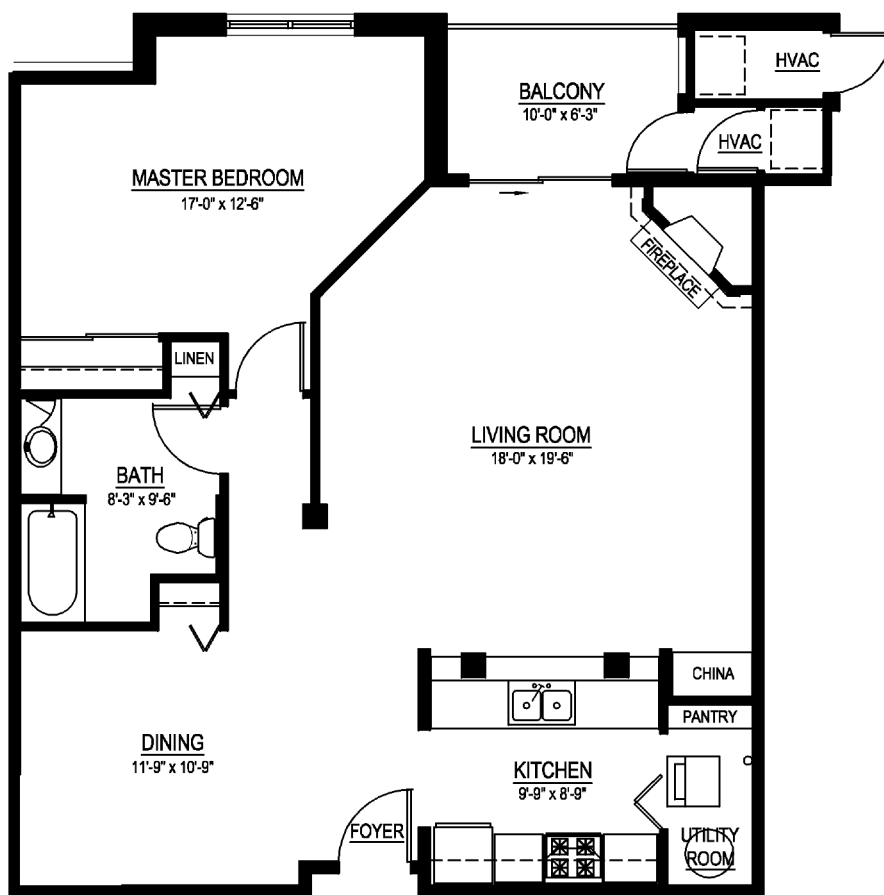 HVAC
BALCONY
10'-0" x 6'-3"
HVAC
MASTER BEDROOM
17'-0" x 12'-6"
FIREPLACE
LINEN
LIVING ROOM
18'-0" x 19'-6"
BATH
8'-3" x 9'-6"
CHINA
PANTRY
DINING
11'-9" x 10'-9"
KITCHEN
9'-9" x 8'-9"
FOYER
UTILITY
ROOM